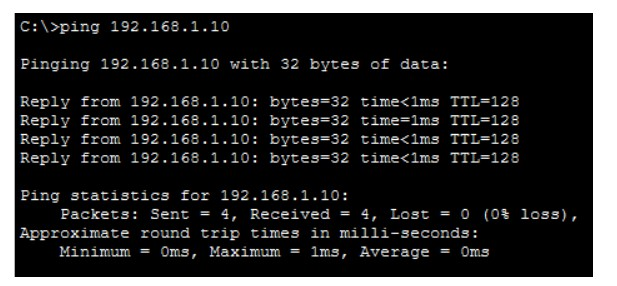 C:\>ping 192.168.1.10
Pinging 192.168.1.10 with 32 bytes of data:
Reply from 192.168.1.10: bytes=32 time<1ms TTL=128
Reply from 192.168.1.10: bytes=32 time=1ms TTL=128
Reply from 192.168.1.10: bytes=32 time<1ms TTL=128
Reply from 192.168.1.10: bytes=32 time<1ms TTL=128
Ping statistics for 192.168.1.10:
Packets: Sent = 4, Received = 4, Lost = 0 (0% loss),
Approximate round trip times in milli-seconds:
Minimum = 0ms, Maximum = 1ms, Average = 0ms